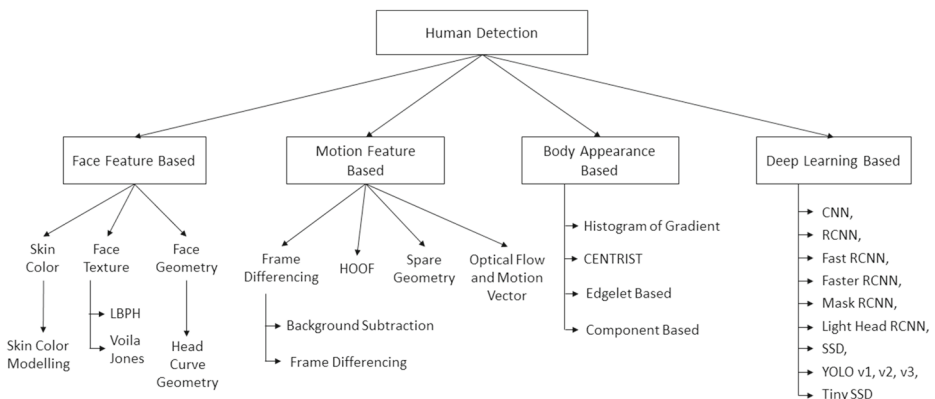 Human Detection
Face Feature Based
Motion Feature
Based
Body Appearance
Based
Deep Learning Based
Skin
Color
Face
Texture
Face
Geometry
Skin Color
Modelling
LBPH
Voila
Jones
Head
Curve
Geometry
Frame
Differencing
HOOF
Spare
Geometry
Optical Flow
and Motion
Vector
Background Subtraction
Frame Differencing
Histogram of Gradient
CENTRIST
Edgelet Based
Component Based
CNN,
RCNN,
Fast RCNN,
Faster RCNN,
Mask RCNN,
Light Head RCNN,
SSD,
YOLO v1, v2, v3,
Tiny SSD